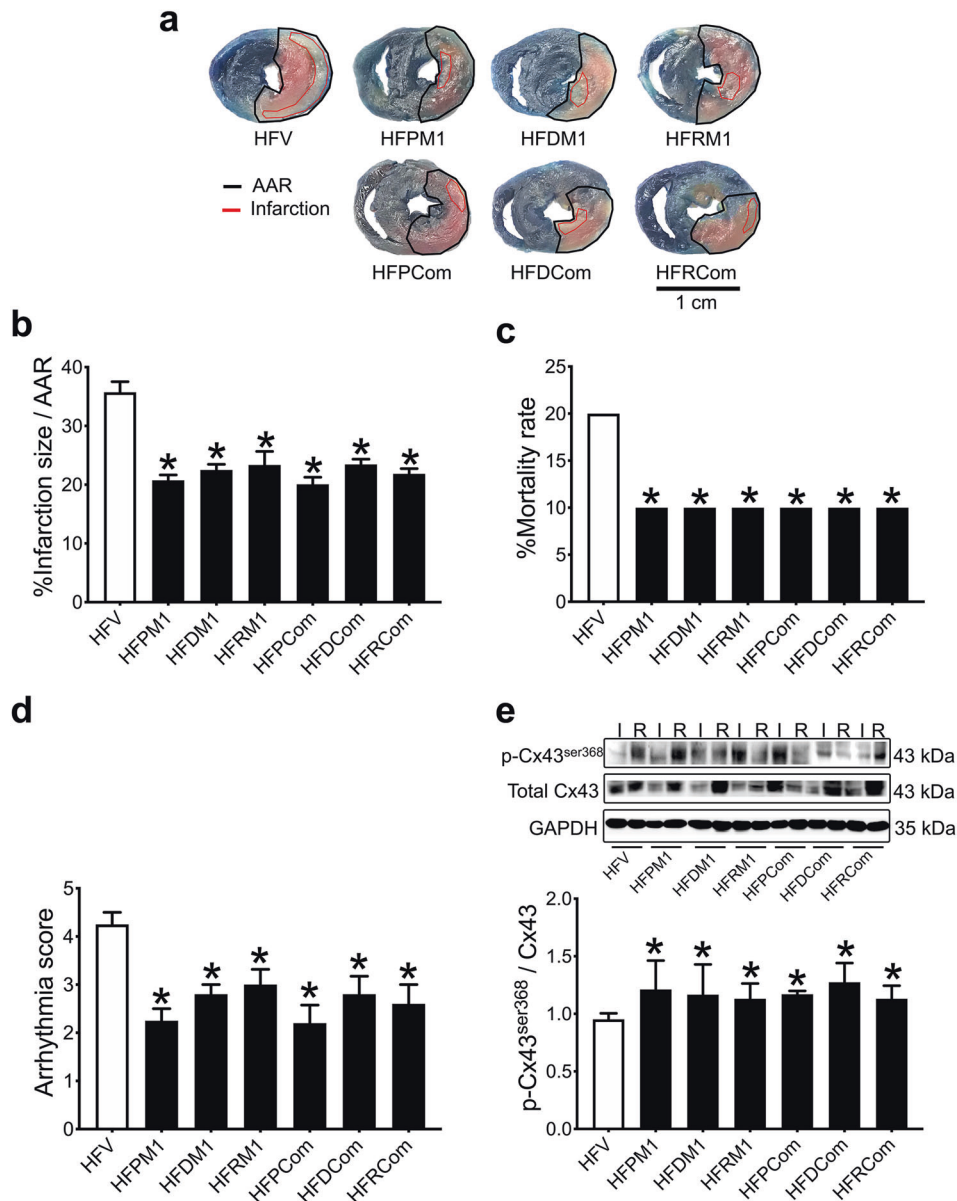 a
HFV HFPM1 HFDM1 HFRM1
AAR
Infarction
HFPCom HFDCom HFRCom
1 cm
b
%Infarction size / AAR
40
30
20
10
0
* * * * * *
HFV HFPM1 HFDM1 HFRM1 HFPCom HFDCom HFRCom
c
%Mortality rate
25
20
15
10
5
0
* * * * * *
HFV HFPM1 HFDM1 HFRM1 HFPCom HFDCom HFRCom
d
Arrhythmia score
5
4
3
2
1
0
* * * * * *
HFV HFPM1 HFDM1 HFRM1 HFPCom HFDCom HFRCom
e
I R I R I R I R I R I R I R
p-Cx43ser368 43 kDa
Total Cx43 43 kDa
GAPDH 35 kDa
HFV HFPM1 HFDM1 HFRM1 HFPCom HFDCom HFRCom
p-Cx43ser368 / Cx43
2.0
1.5
1.0
0.5
0.0
* * * * * *
HFV HFPM1 HFDM1 HFRM1 HFPCom HFDCom HFRCom